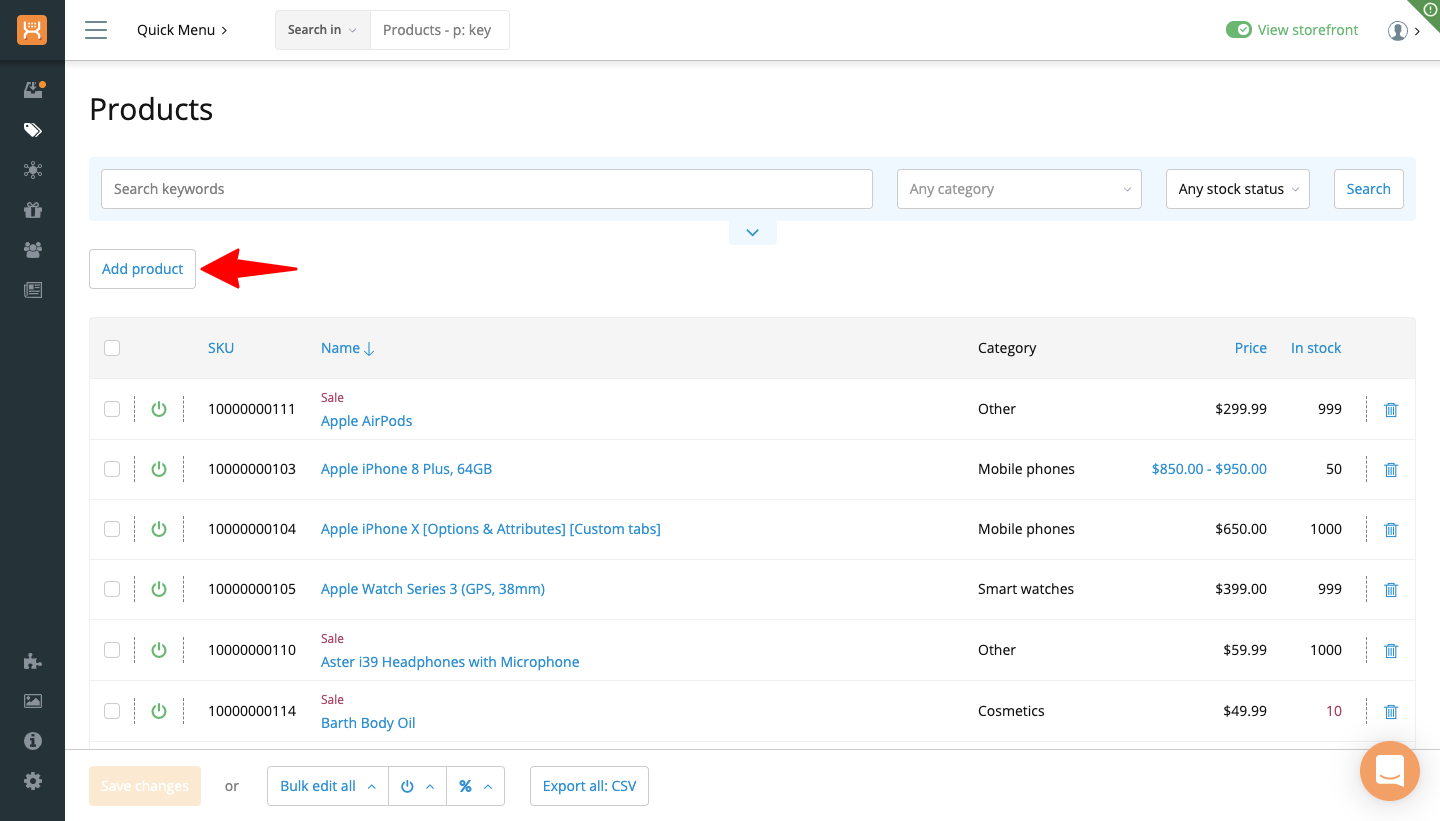 Quick Menu
Search in
Products - p: key
View storefront
Products
Search keywords
Any category
Any stock status
Search
Add product
SKU Name Category Price In stock
10000000111 Sale Apple AirPods Other $299.99 999
10000000103 Apple iPhone 8 Plus, 64GB Mobile phones $850.00 - $950.00 50
10000000104 Apple iPhone X [Options & Attributes] [Custom tabs] Mobile phones $650.00 1000
10000000105 Apple Watch Series 3 (GPS, 38mm) Smart watches $399.00 999
10000000110 Sale Aster i39 Headphones with Microphone Other $59.99 1000
10000000114 Sale Barth Body Oil Cosmetics $49.99 10
Save changes or Bulk edit all % Export all: CSV